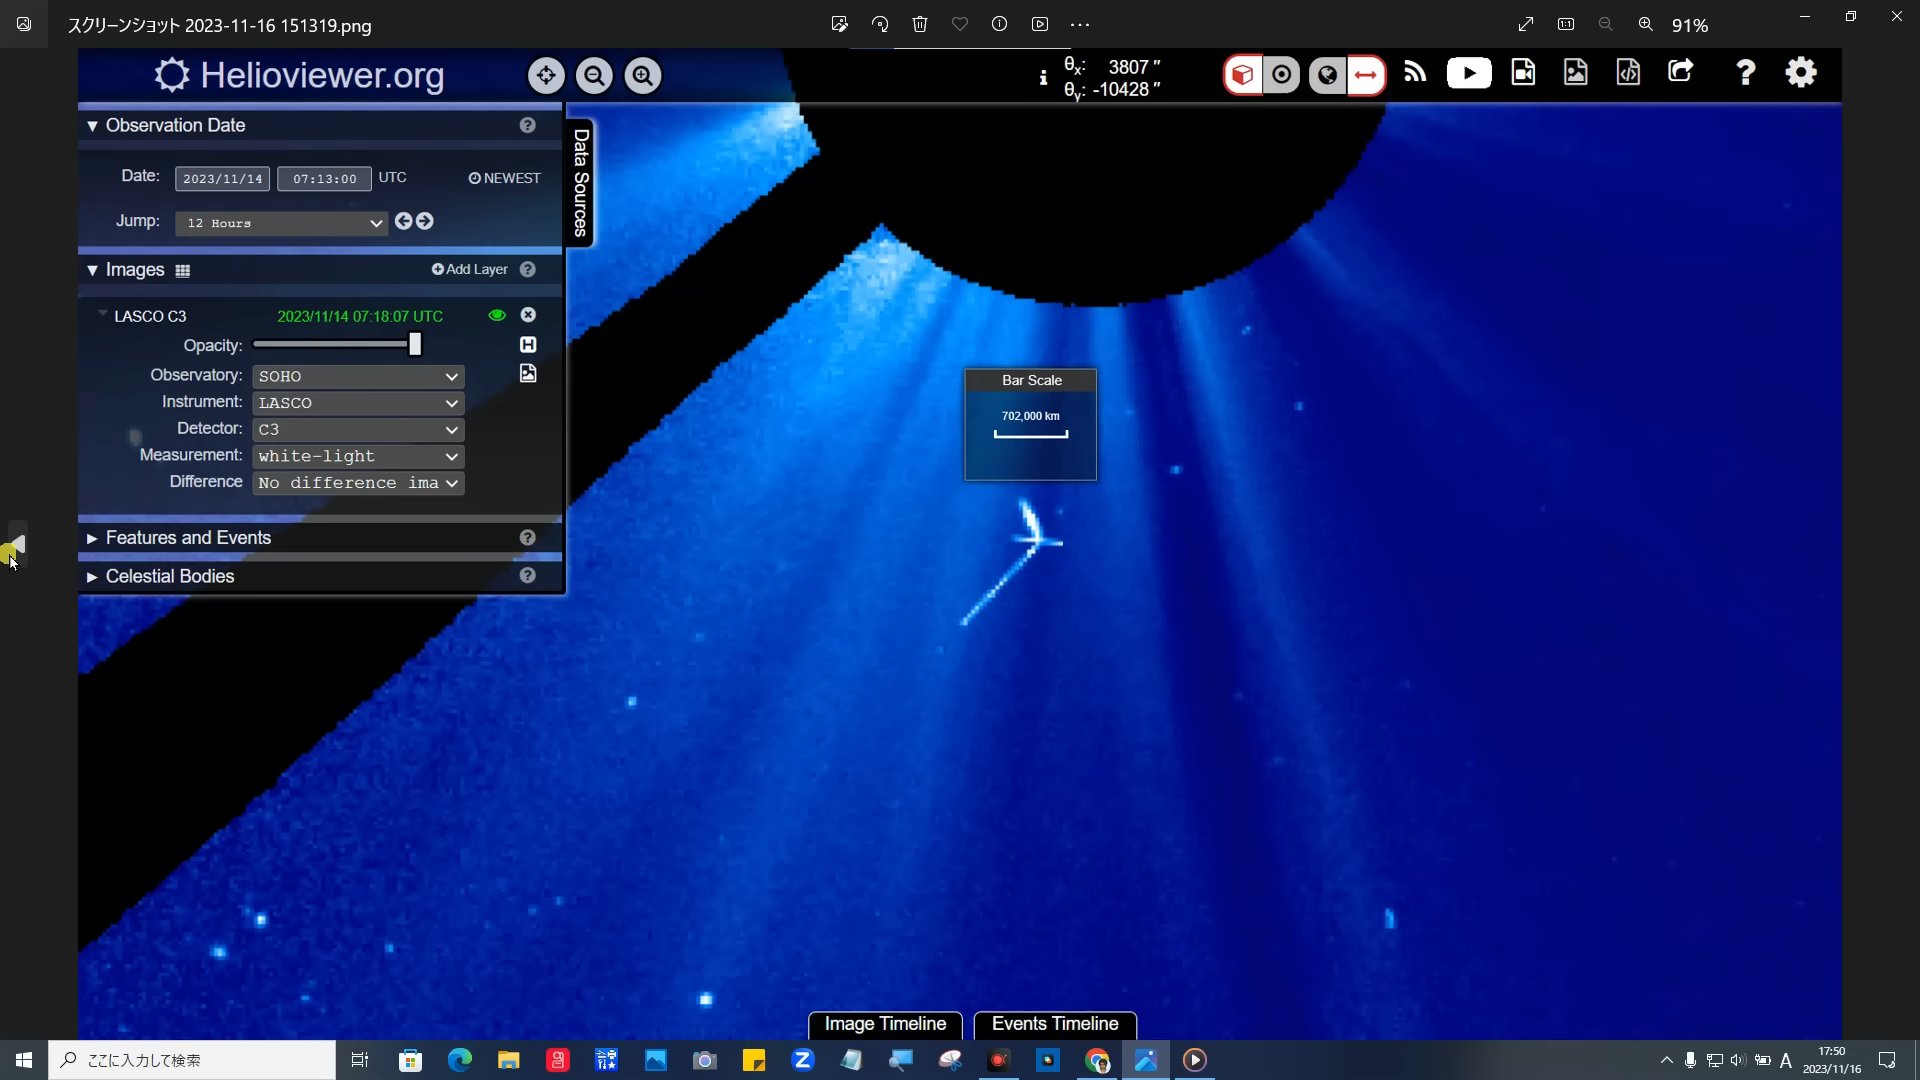 スクリーンショット 2023-11-16 151319.png
91%
Helioviewer.org
θx: 3807 ″
θy: -10428 ″
Observation Date
Date: 2023/11/14 07:13:00 UTC NEWEST
Jump: 12 Hours
Images Add Layer
LASCO C3 2023/11/14 07:18:07 UTC
Opacity:
Observatory: SOHO
Instrument: LASCO
Detector: C3
Measurement: white-light
Difference No difference ima
Features and Events
Celestial Bodies
Data Sources
Bar Scale
702,000 km
Image Timeline Events Timeline
ここに入力して検索
A
17:50
2023/11/16